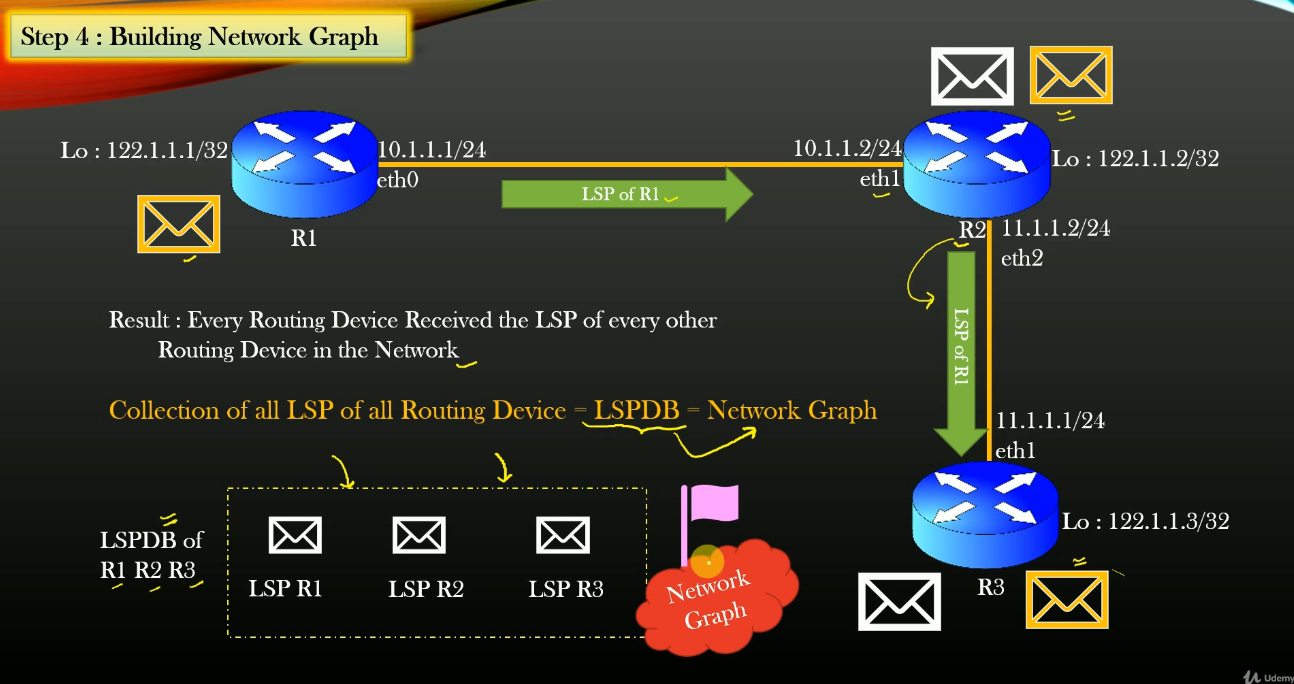 Step 4 : Building Network Graph
Lo : 122.1.1.1/32
10.1.1.1/24
eth0
R1
LSP of R1
10.1.1.2/24
eth1
Lo : 122.1.1.2/32
R2
11.1.1.2/24
eth2
LSP of R1
Result : Every Routing Device Received the LSP of every other
Routing Device in the Network
Collection of all LSP of all Routing Device = LSPDB = Network Graph
11.1.1.1/24
eth1
Lo : 122.1.1.3/32
R3
LSPDB of
R1 R2 R3
LSP R1
LSP R2
LSP R3
Network
Graph
Udemy